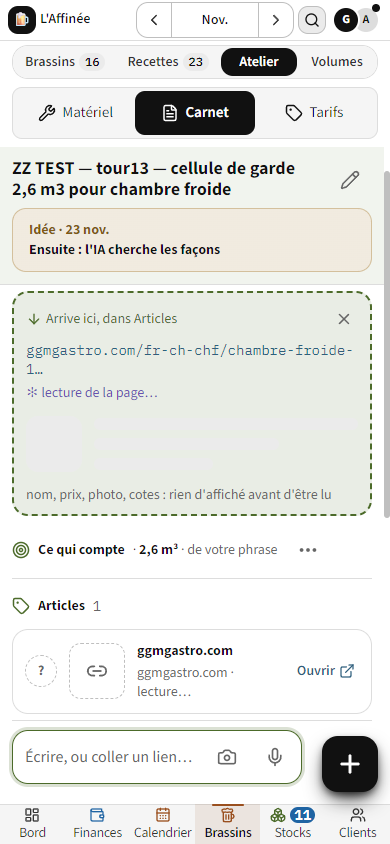 L'Affinée
Nov.
G
A
Brassins 16
Recettes 23
Atelier
Volumes
Matériel
Carnet
Tarifs
ZZ TEST — tour13 — cellule de garde
2,6 m3 pour chambre froide
Idée · 23 nov.
Ensuite : l'IA cherche les façons
Arrive ici, dans Articles
ggmgastro.com/fr-ch-chf/chambre-froide-
1…
lecture de la page…
nom, prix, photo, cotes : rien d'affiché avant d'être lu
Ce qui compte · 2,6 m³ · de votre phrase
Articles 1
?
ggmgastro.com
ggmgastro.com ·
lecture…
Ouvrir
Écrire, ou coller un lien…
Bord
Finances
Calendrier
Brassins
Stocks
11
Clients